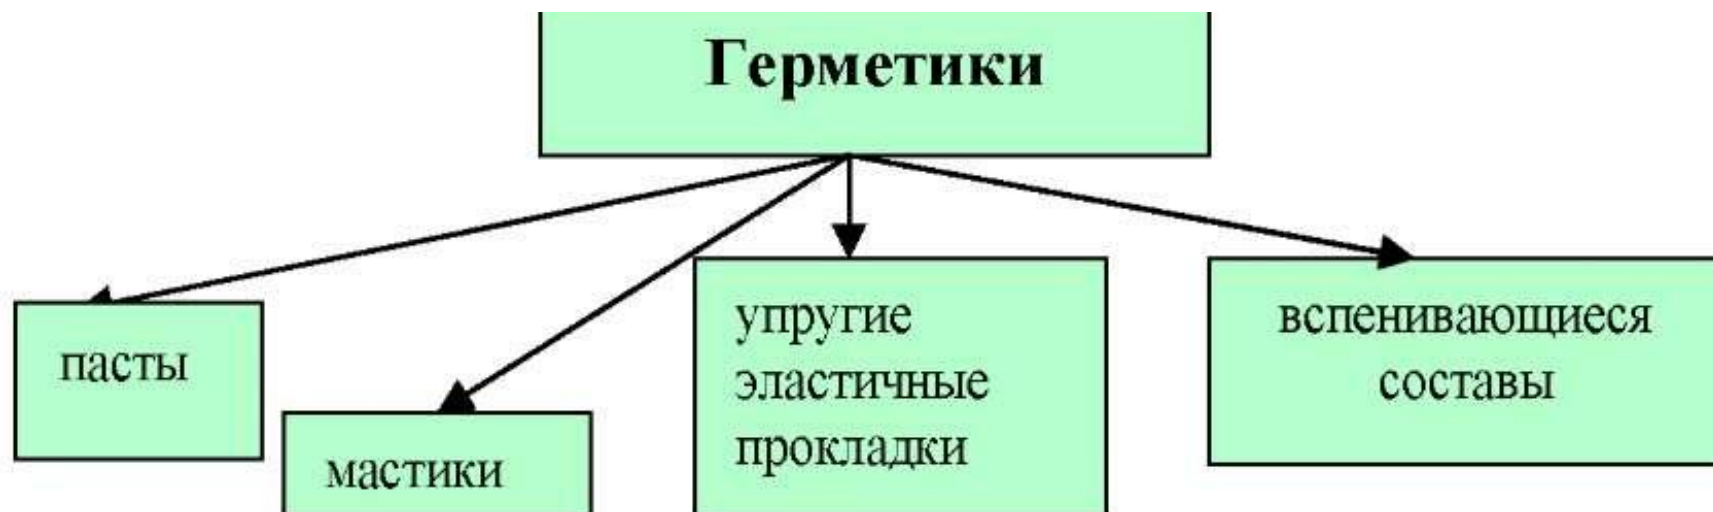 Герметики
пасты
мастики
упругие
эластичные
прокладки
вспенивающиеся
составы